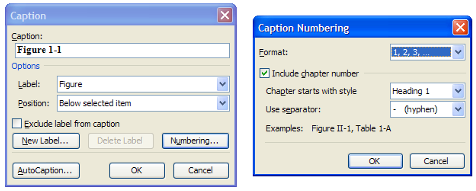 Caption
Caption:
Figure 1-1
Options
Label: Figure
Position: Below selected item
Exclude label from caption
New Label... Delete Label Numbering...
AutoCaption... OK Cancel
Caption Numbering
Format: 1, 2, 3, ...
Include chapter number
Chapter starts with style Heading 1
Use separator: - (hyphen)
Examples: Figure II-1, Table 1-A
OK Cancel